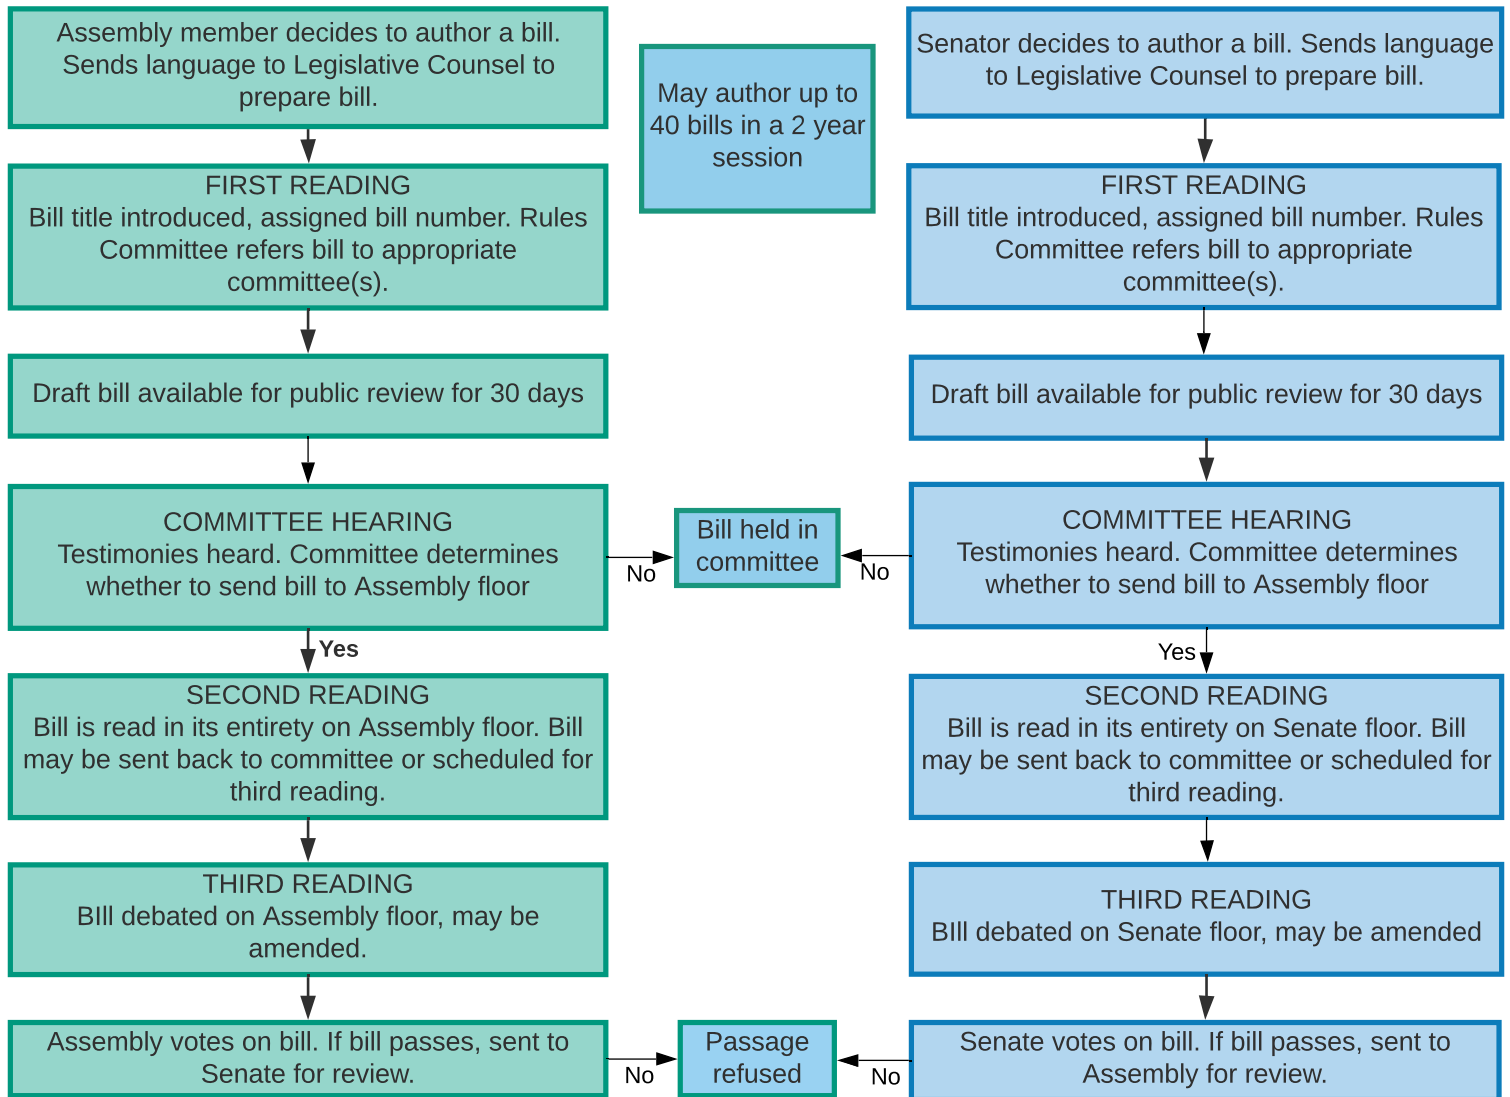 Assembly member decides to author a bill.
Sends language to Legislative Counsel to
prepare bill.
FIRST READING
Bill title introduced, assigned bill number. Rules
Committee refers bill to appropriate
committee(s).
Draft bill available for public review for 30 days
COMMITTEE HEARING
Testimonies heard. Committee determines
whether to send bill to Assembly floor
No
Yes
SECOND READING
Bill is read in its entirety on Assembly floor. Bill
may be sent back to committee or scheduled for
third reading.
THIRD READING
BIll debated on Assembly floor, may be
amended.
Assembly votes on bill. If bill passes, sent to
Senate for review.
No
May author up to
40 bills in a 2 year
session
Bill held in
committee
Passage
refused
Senator decides to author a bill. Sends language
to Legislative Counsel to prepare bill.
FIRST READING
Bill title introduced, assigned bill number. Rules
Committee refers bill to appropriate
committee(s).
Draft bill available for public review for 30 days
COMMITTEE HEARING
Testimonies heard. Committee determines
whether to send bill to Assembly floor
No
Yes
SECOND READING
Bill is read in its entirety on Senate floor. Bill
may be sent back to committee or scheduled for
third reading.
THIRD READING
BIll debated on Senate floor, may be amended
Senate votes on bill. If bill passes, sent to
Assembly for review.
No